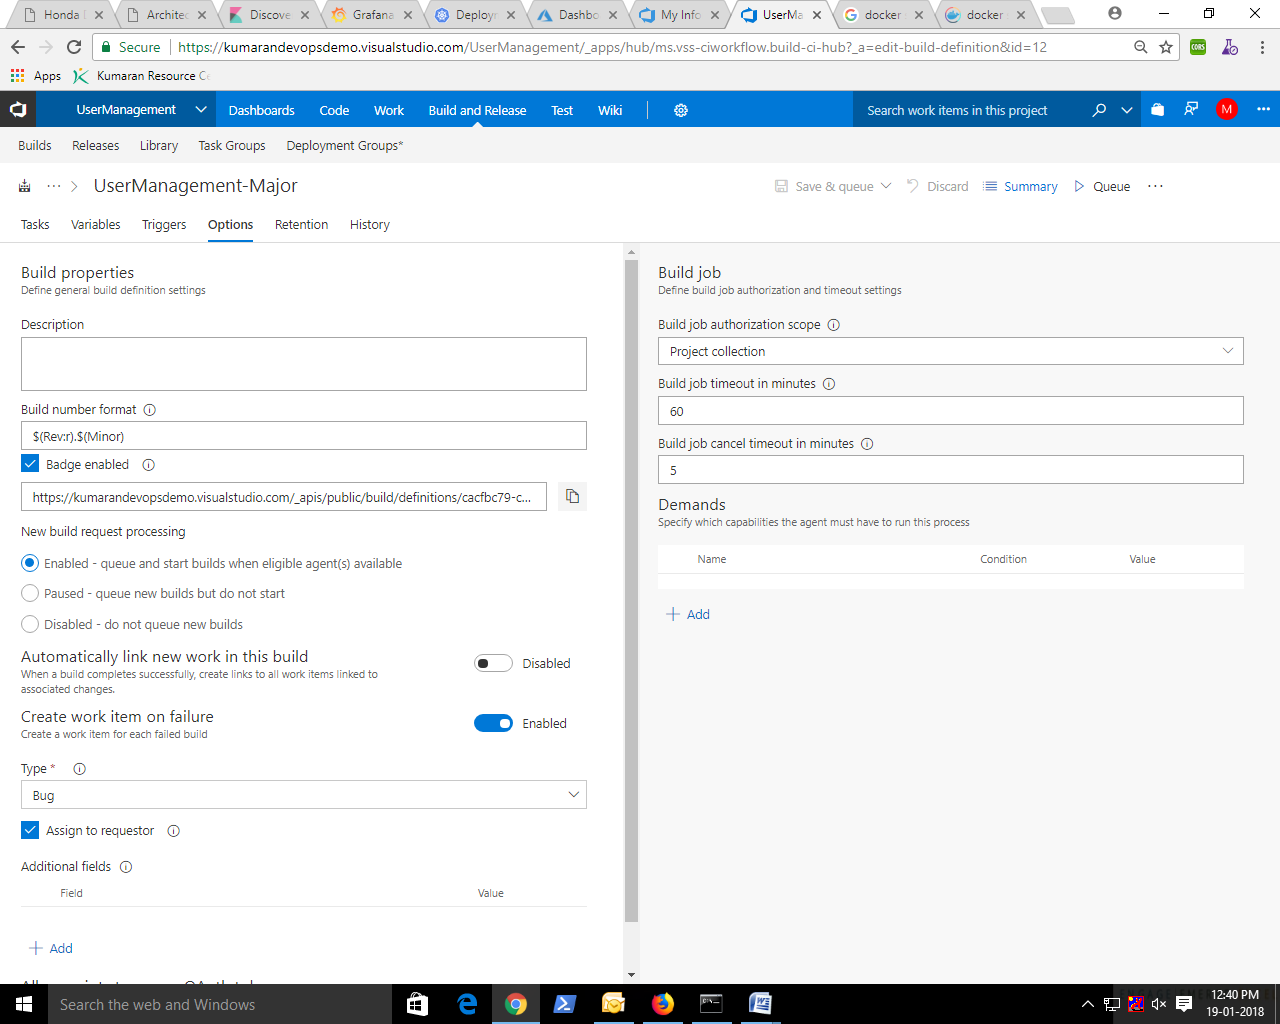 Honda
Architec
Discove
Grafana
Deployr
Dashbo
My Info
UserMa
docker
docker
Secure
https://kumarandevopsdemo.visualstudio.com/UserManagement/_apps/hub/ms.vss-ciworkflow.build-ci-hub?_a=edit-build-definition&id=12
CORS
Apps
Kumaran Resource Ce
UserManagement
Dashboards
Code
Work
Build and Release
Test
Wiki
Search work items in this project
M
Builds
Releases
Library
Task Groups
Deployment Groups*
UserManagement-Major
Save & queue
Discard
Summary
Queue
Tasks
Variables
Triggers
Options
Retention
History
Build properties
Define general build definition settings
Description
Build number format
$(Rev:r).$(Minor)
Badge enabled
https://kumarandevopsdemo.visualstudio.com/_apis/public/build/definitions/cacfbc79-c...
New build request processing
Enabled - queue and start builds when eligible agent(s) available
Paused - queue new builds but do not start
Disabled - do not queue new builds
Automatically link new work in this build
When a build completes successfully, create links to all work items linked to
associated changes.
Disabled
Create work item on failure
Create a work item for each failed build
Enabled
Type *
Bug
Assign to requestor
Additional fields
Field
Value
Add
Build job
Define build job authorization and timeout settings
Build job authorization scope
Project collection
Build job timeout in minutes
60
Build job cancel timeout in minutes
5
Demands
Specify which capabilities the agent must have to run this process
Name
Condition
Value
Add
Search the web and Windows
12:40 PM
19-01-2018